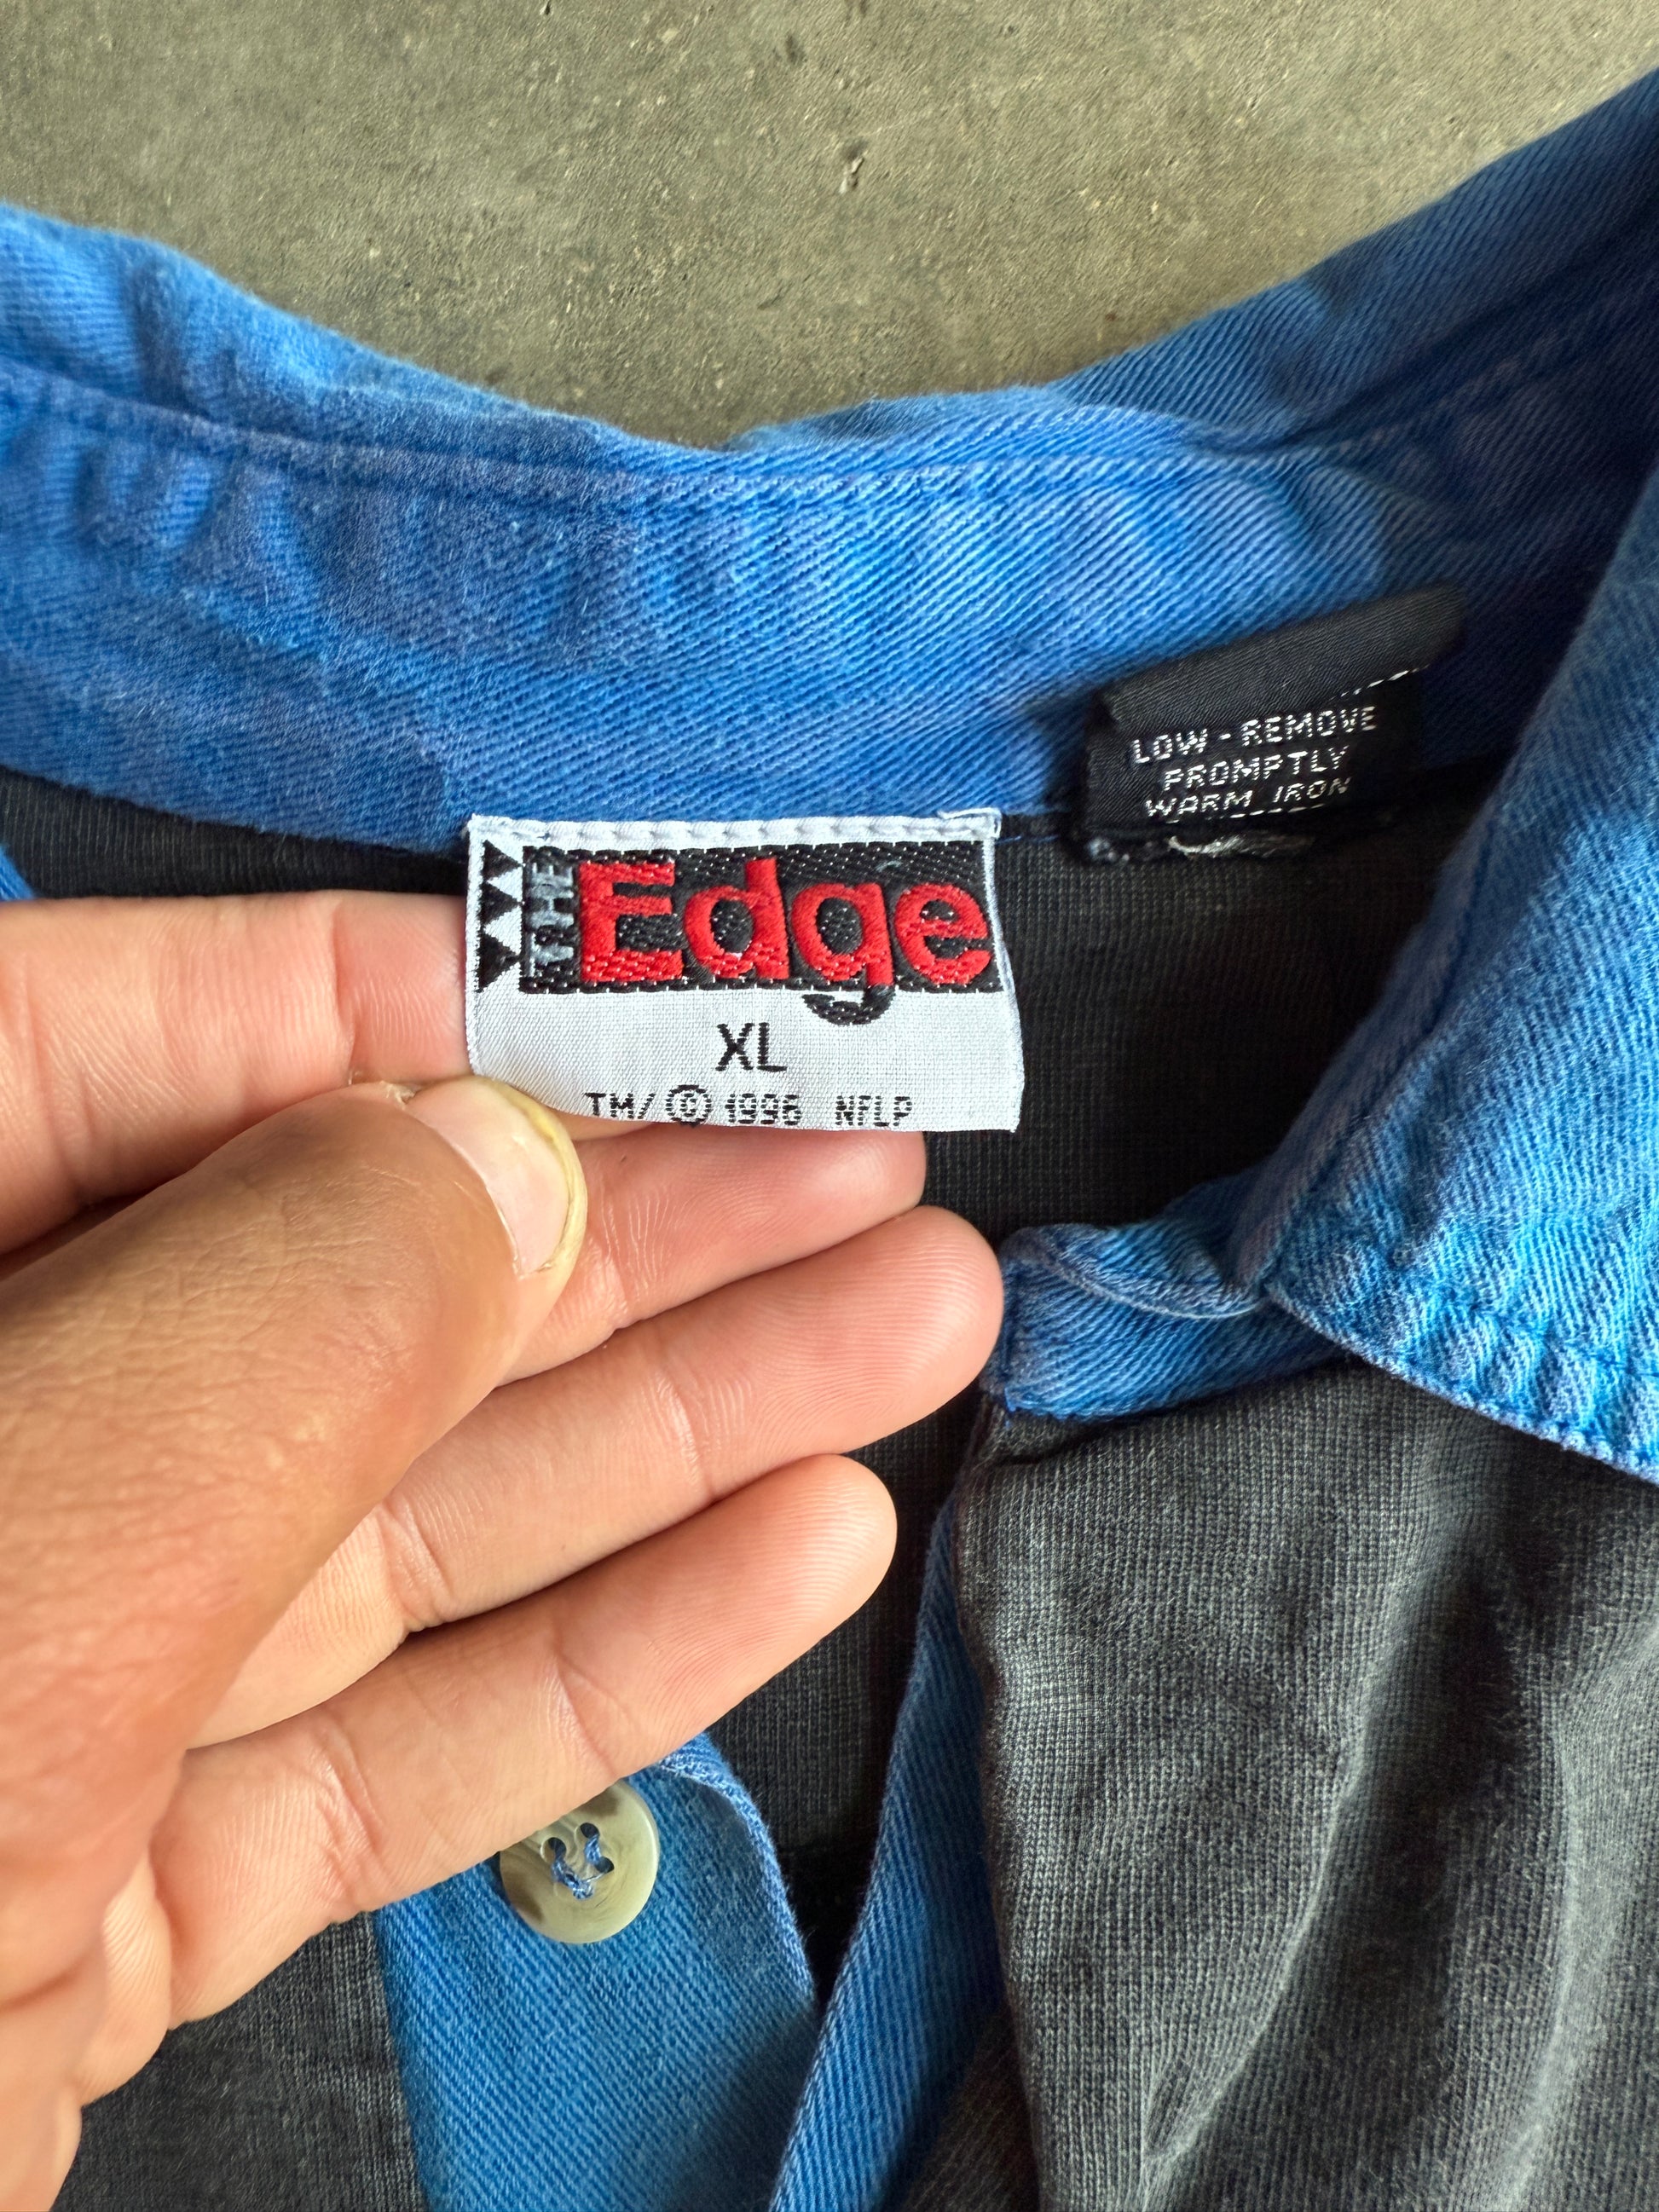 LOW - REMOVE
PROMPTLY
WARM IRON
THE Edge
XL
TM/ © 1996 NFLP